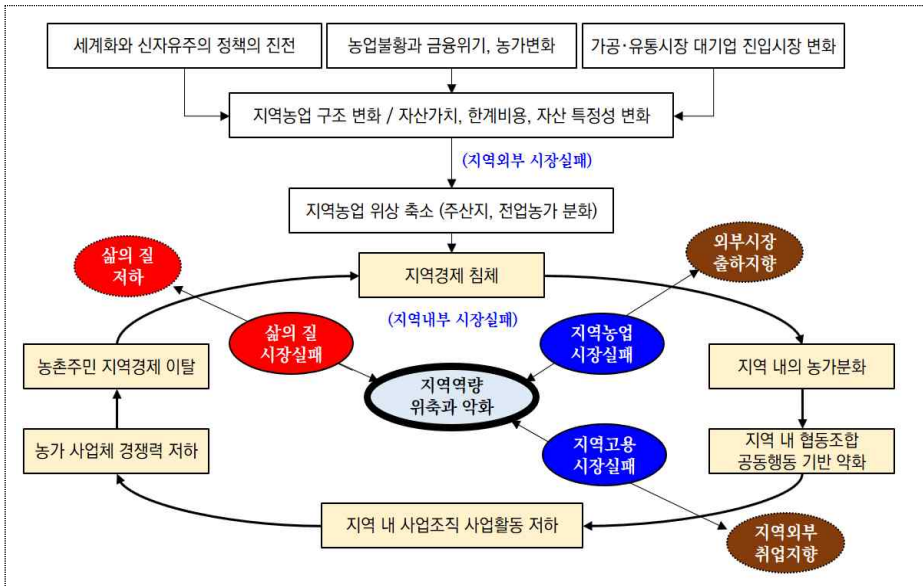 세계화와 신자유주의 정책의 진전
농업불황과 금융위기, 농가변화
가공·유통시장 대기업 진입시장 변화
지역농업 구조 변화 / 자산가치, 한계비용, 자산 특정성 변화
(지역외부 시장실패)
지역농업 위상 축소 (주산지, 전업농가 분화)
삶의 질
저하
외부시장
출하지향
지역경제 침체
(지역내부 시장실패)
삶의 질
시장실패
지역농업
시장실패
농촌주민 지역경제 이탈
지역 내의 농가분화
지역역량
위축과 악화
농가 사업체 경쟁력 저하
지역고용
시장실패
지역 내 협동조합
공동행동 기반 약화
지역 내 사업조직 사업활동 저하
지역외부
취업지향